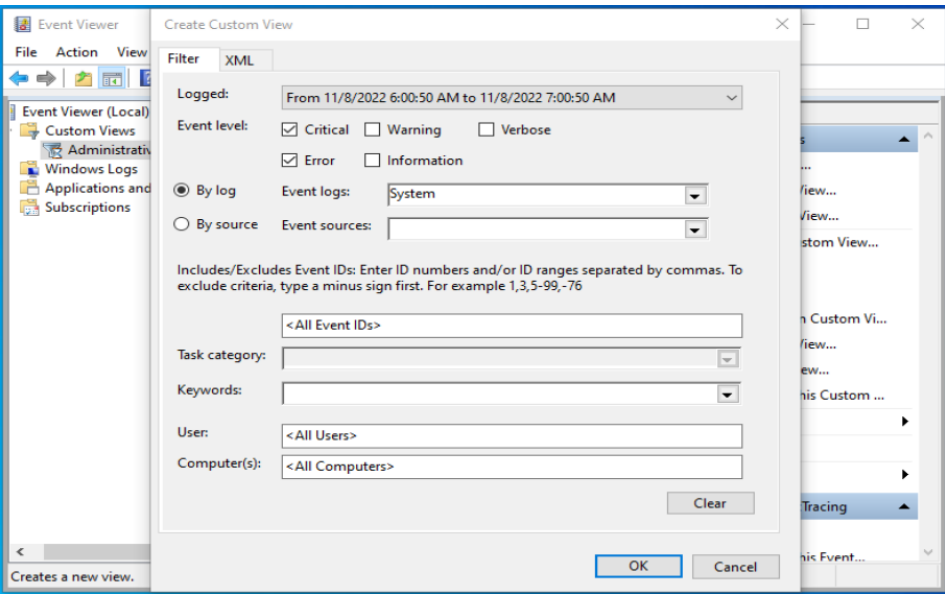 Event Viewer
Create Custom View
File Action View
Filter XML
Logged: From 11/8/2022 6:00:50 AM to 11/8/2022 7:00:50 AM
Event level: Critical Warning Verbose
Error Information
By log Event logs: System
By source Event sources:
Includes/Excludes Event IDs: Enter ID numbers and/or ID ranges separated by commas. To
exclude criteria, type a minus sign first. For example 1,3,5-99,-76
<All Event IDs>
Task category:
Keywords:
User: <All Users>
Computer(s): <All Computers>
Clear
OK Cancel
Event Viewer (Local)
Custom Views
Administrativ
Windows Logs
Applications and
Subscriptions
Creates a new view.
s
...
/iew...
View...
stom View...
n Custom Vi...
/iew...
ew...
his Custom ...
Tracing
his Event...